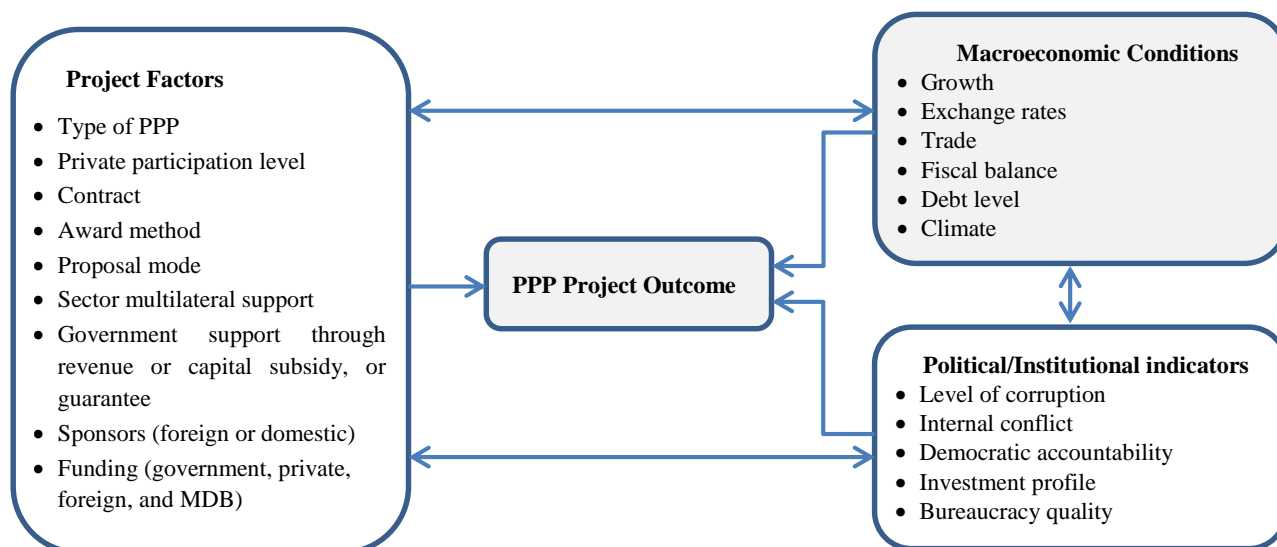 Project Factors
• Type of PPP
• Private participation level
• Contract
• Award method
• Proposal mode
• Sector multilateral support
• Government support through
revenue or capital subsidy, or
guarantee
• Sponsors (foreign or domestic)
• Funding (government, private,
foreign, and MDB)
PPP Project Outcome
Macroeconomic Conditions
• Growth
• Exchange rates
• Trade
• Fiscal balance
• Debt level
• Climate
Political/Institutional indicators
• Level of corruption
• Internal conflict
• Democratic accountability
• Investment profile
• Bureaucracy quality